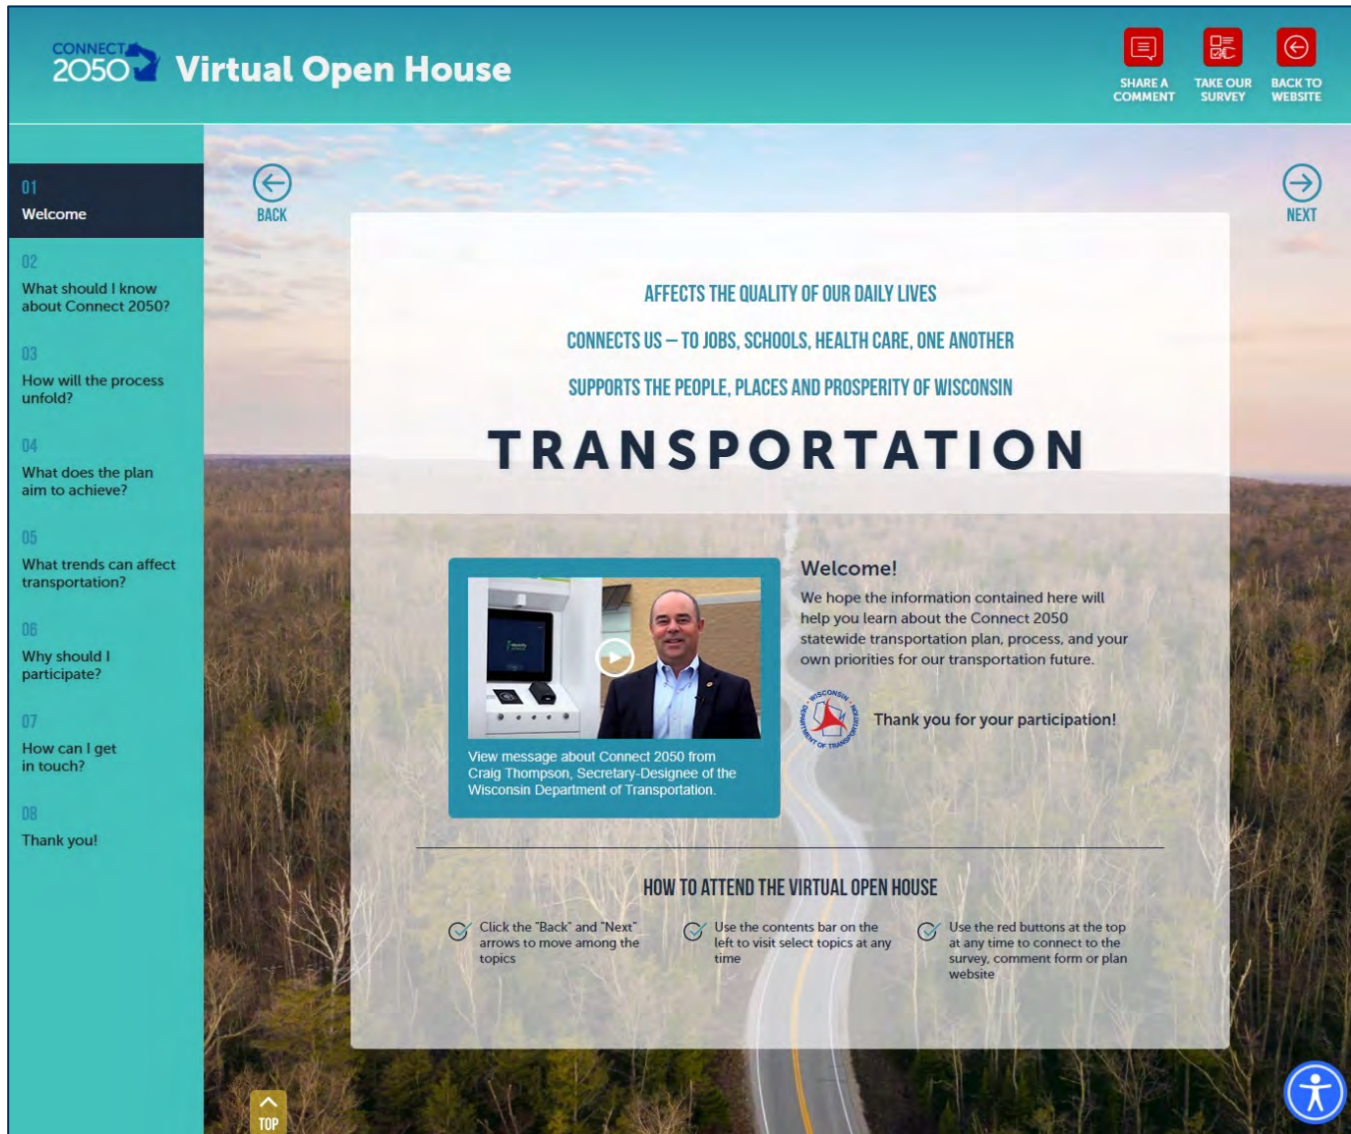 CONNECT
2050
Virtual Open House
SHARE A
COMMENT
TAKE OUR
SURVEY
BACK TO
WEBSITE
01
Welcome
02
What should I know
about Connect 2050?
03
How will the process
unfold?
04
What does the plan
aim to achieve?
05
What trends can affect
transportation?
06
Why should I
participate?
07
How can I get
in touch?
08
Thank you!
BACK
NEXT
AFFECTS THE QUALITY OF OUR DAILY LIVES
CONNECTS US – TO JOBS, SCHOOLS, HEALTH CARE, ONE ANOTHER
SUPPORTS THE PEOPLE, PLACES AND PROSPERITY OF WISCONSIN
TRANSPORTATION
View message about Connect 2050 from
Craig Thompson, Secretary-Designee of the
Wisconsin Department of Transportation.
Welcome!
We hope the information contained here will
help you learn about the Connect 2050
statewide transportation plan, process, and your
own priorities for our transportation future.
WISCONSIN
DEPARTMENT OF TRANSPORTATION
Thank you for your participation!
HOW TO ATTEND THE VIRTUAL OPEN HOUSE
Click the "Back" and "Next"
arrows to move among the
topics
Use the contents bar on the
left to visit select topics at any
time
Use the red buttons at the top
at any time to connect to the
survey, comment form or plan
website
TOP